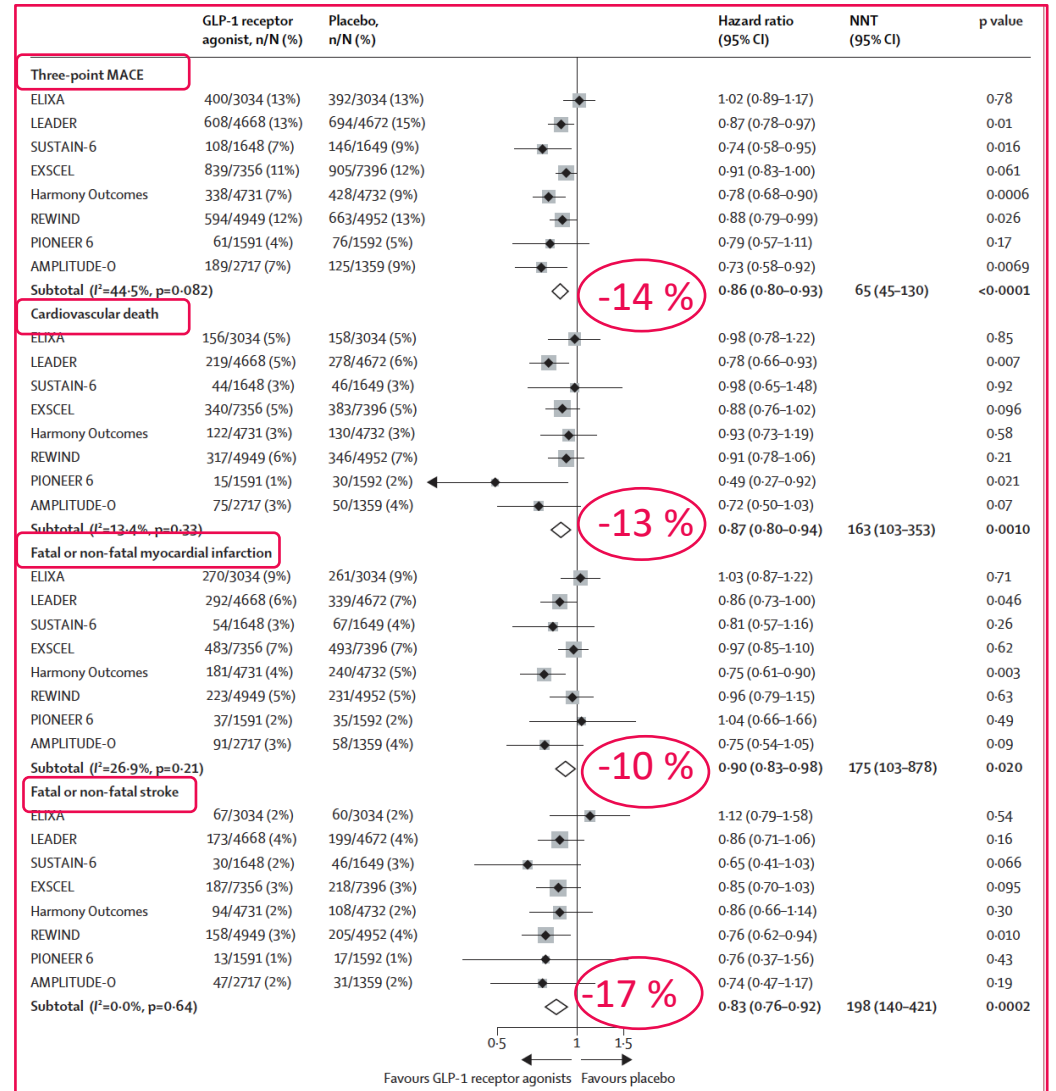 GLP-1 receptor agonist, n/N (%) Placebo, n/N (%) Hazard ratio (95% CI) NNT (95% CI) p value
Three-point MACE
ELIXA 400/3034 (13%) 392/3034 (13%) 1·02 (0·89–1·17) 0·78
LEADER 608/4668 (13%) 694/4672 (15%) 0·87 (0·78–0·97) 0·01
SUSTAIN-6 108/1648 (7%) 146/1649 (9%) 0·74 (0·58–0·95) 0·016
EXSCEL 839/7356 (11%) 905/7396 (12%) 0·91 (0·83–1·00) 0·061
Harmony Outcomes 338/4731 (7%) 428/4732 (9%) 0·78 (0·68–0·90) 0·0006
REWIND 594/4949 (12%) 663/4952 (13%) 0·88 (0·79–0·99) 0·026
PIONEER 6 61/1591 (4%) 76/1592 (5%) 0·79 (0·57–1·11) 0·17
AMPLITUDE-O 189/2717 (7%) 125/1359 (9%) 0·73 (0·58–0·92) 0·0069
Subtotal (I²=44·5%, p=0·082) -14 % 0·86 (0·80–0·93) 65 (45–130) <0·0001
Cardiovascular death
ELIXA 156/3034 (5%) 158/3034 (5%) 0·98 (0·78–1·22) 0·85
LEADER 219/4668 (5%) 278/4672 (6%) 0·78 (0·66–0·93) 0·007
SUSTAIN-6 44/1648 (3%) 46/1649 (3%) 0·98 (0·65–1·48) 0·92
EXSCEL 340/7356 (5%) 383/7396 (5%) 0·88 (0·76–1·02) 0·096
Harmony Outcomes 122/4731 (3%) 130/4732 (3%) 0·93 (0·73–1·19) 0·58
REWIND 317/4949 (6%) 346/4952 (7%) 0·91 (0·78–1·06) 0·21
PIONEER 6 15/1591 (1%) 30/1592 (2%) 0·49 (0·27–0·92) 0·021
AMPLITUDE-O 75/2717 (3%) 50/1359 (4%) 0·72 (0·50–1·03) 0·07
Subtotal (I²=13·4%, p=0·33) -13 % 0·87 (0·80–0·94) 163 (103–353) 0·0010
Fatal or non-fatal myocardial infarction
ELIXA 270/3034 (9%) 261/3034 (9%) 1·03 (0·87–1·22) 0·71
LEADER 292/4668 (6%) 339/4672 (7%) 0·86 (0·73–1·00) 0·046
SUSTAIN-6 54/1648 (3%) 67/1649 (4%) 0·81 (0·57–1·16) 0·26
EXSCEL 483/7356 (7%) 493/7396 (7%) 0·97 (0·85–1·10) 0·62
Harmony Outcomes 181/4731 (4%) 240/4732 (5%) 0·75 (0·61–0·90) 0·003
REWIND 223/4949 (5%) 231/4952 (5%) 0·96 (0·79–1·15) 0·63
PIONEER 6 37/1591 (2%) 35/1592 (2%) 1·04 (0·66–1·66) 0·49
AMPLITUDE-O 91/2717 (3%) 58/1359 (4%) 0·75 (0·54–1·05) 0·09
Subtotal (I²=26·9%, p=0·21) -10 % 0·90 (0·83–0·98) 175 (103–878) 0·020
Fatal or non-fatal stroke
ELIXA 67/3034 (2%) 60/3034 (2%) 1·12 (0·79–1·58) 0·54
LEADER 173/4668 (4%) 199/4672 (4%) 0·86 (0·71–1·06) 0·16
SUSTAIN-6 30/1648 (2%) 46/1649 (3%) 0·65 (0·41–1·03) 0·066
EXSCEL 187/7356 (3%) 218/7396 (3%) 0·85 (0·70–1·03) 0·095
Harmony Outcomes 94/4731 (2%) 108/4732 (2%) 0·86 (0·66–1·14) 0·30
REWIND 158/4949 (3%) 205/4952 (4%) 0·76 (0·62–0·94) 0·010
PIONEER 6 13/1591 (1%) 17/1592 (1%) 0·76 (0·37–1·56) 0·43
AMPLITUDE-O 47/2717 (2%) 31/1359 (2%) 0·74 (0·47–1·17) 0·19
Subtotal (I²=0·0%, p=0·64) -17 % 0·83 (0·76–0·92) 198 (140–421) 0·0002
0·5 1 1·5
Favours GLP-1 receptor agonists Favours placebo